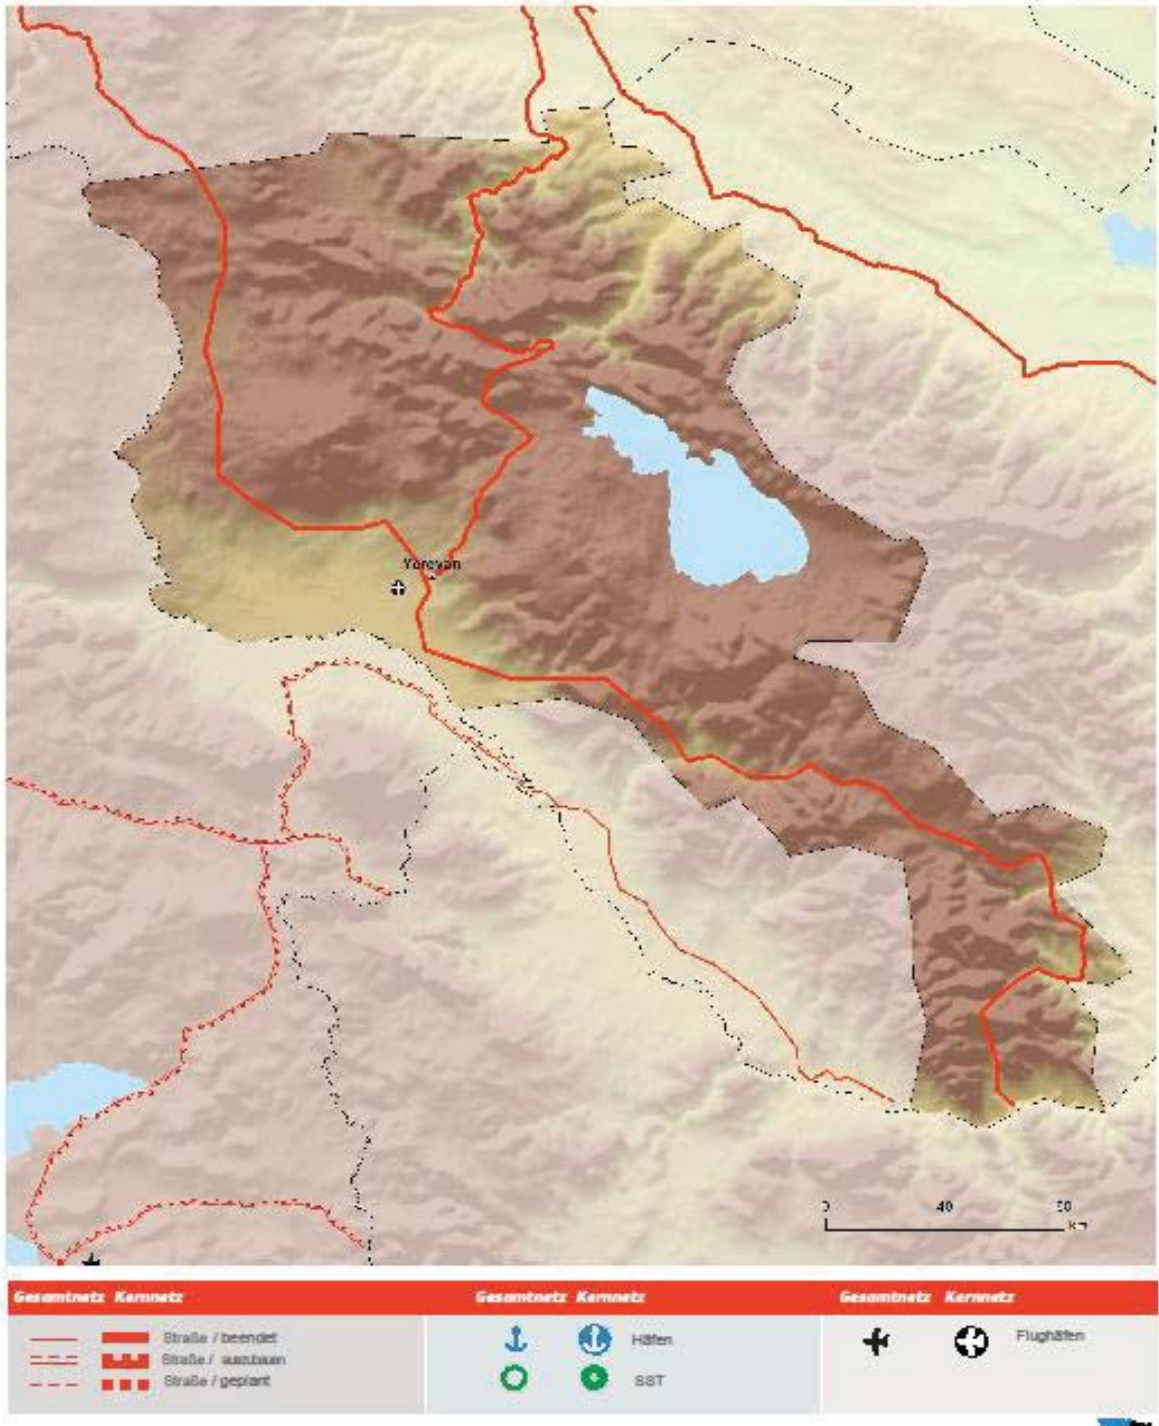 Yerevan
0 40 80
km
Gesamtnetz Kernnetz
Straße / beendet
Straße / auszubauen
Straße / geplant
Gesamtnetz Kernnetz
Häfen
SST
Gesamtnetz Kernnetz
Flughäfen